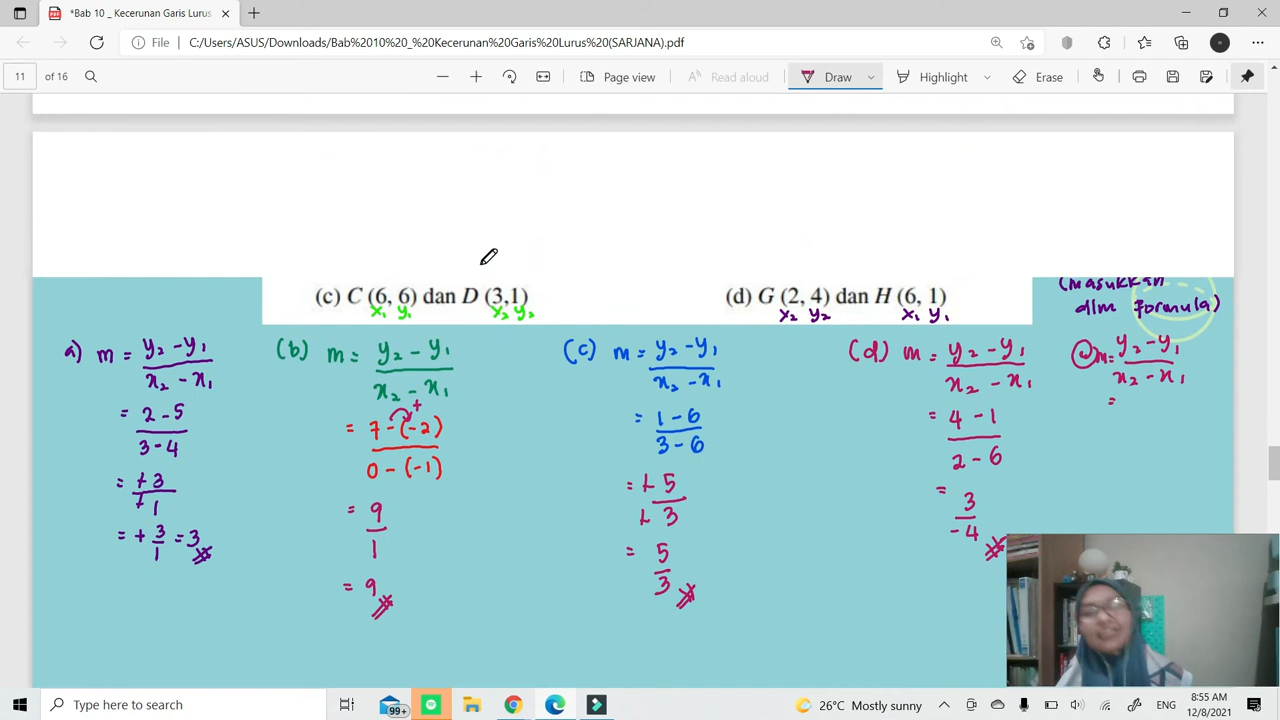 *Bab 10 _ Kecerunan Garis Lurus
File C:/Users/ASUS/Downloads/Bab%2010%20_%20Kecerunan%20Garis%20Lurus%20(SARJANA).pdf
11 of 16 Page view Read aloud Draw Highlight Erase
(c) C (6, 6) dan D (3,1) (d) G (2, 4) dan H (6, 1)
x₁ y₁ x₂ y₂ x₂ y₂ x₁ y₁
(masukkan
dlm formula)
a) m = y₂ - y₁ / x₂ - x₁
= 2 - 5 / 3 - 4
= + 3 / + 1
= + 3/1 = 3
(b) m = y₂ - y₁ / x₂ - x₁
+
= 7 - (-2) / 0 - (-1)
= 9 / 1
= 9
(c) m = y₂ - y₁ / x₂ - x₁
= 1 - 6 / 3 - 6
= + 5 / + 3
= 5 / 3
(d) m = y₂ - y₁ / x₂ - x₁
= 4 - 1 / 2 - 6
= 3 / -4
m = y₂ - y₁ / x₂ - x₁
=
Type here to search
99+
26°C Mostly sunny
ENG
8:55 AM
12/8/2021